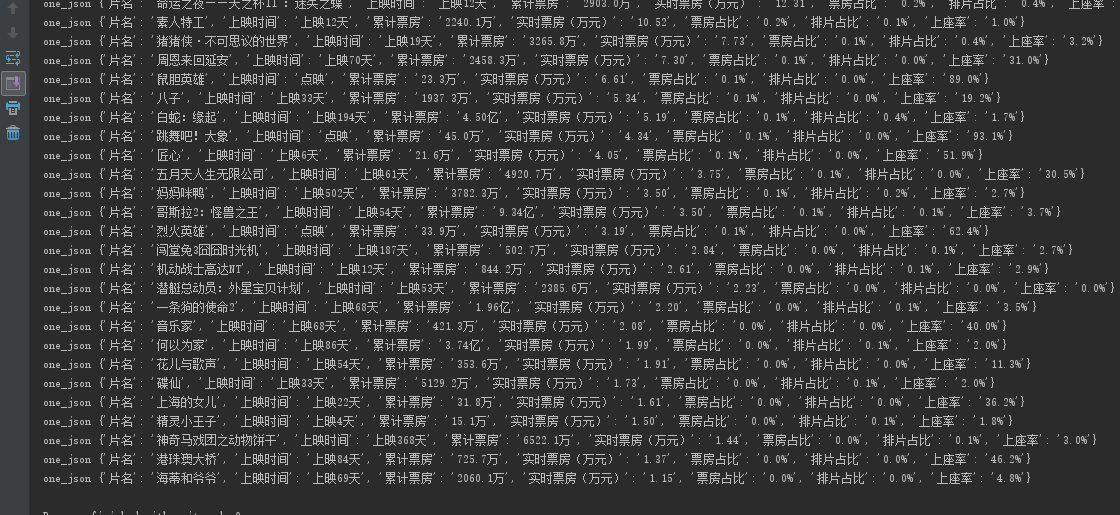 one_json {'片名': '命运之夜——天之杯II：迷失之蝶', '上映时间': '上映12天', '累计票房': '2903.0万', '实时票房（万元）': '12.31', '票房占比': '0.2%', '排片占比': '0.4%', '上座率':
one_json {'片名': '素人特工', '上映时间': '上映12天', '累计票房': '2240.1万', '实时票房（万元）': '10.52', '票房占比': '0.2%', '排片占比': '0.2%', '上座率': '1.0%'}
one_json {'片名': '猪猪侠·不可思议的世界', '上映时间': '上映19天', '累计票房': '3265.8万', '实时票房（万元）': '7.73', '票房占比': '0.1%', '排片占比': '0.4%', '上座率': '3.2%'}
one_json {'片名': '周恩来回延安', '上映时间': '上映70天', '累计票房': '2458.3万', '实时票房（万元）': '7.30', '票房占比': '0.1%', '排片占比': '0.0%', '上座率': '31.0%'}
one_json {'片名': '鼠胆英雄', '上映时间': '点映', '累计票房': '23.3万', '实时票房（万元）': '6.61', '票房占比': '0.1%', '排片占比': '0.0%', '上座率': '89.0%'}
one_json {'片名': '八子', '上映时间': '上映33天', '累计票房': '1937.3万', '实时票房（万元）': '5.34', '票房占比': '0.1%', '排片占比': '0.0%', '上座率': '19.2%'}
one_json {'片名': '白蛇：缘起', '上映时间': '上映194天', '累计票房': '4.50亿', '实时票房（万元）': '5.19', '票房占比': '0.1%', '排片占比': '0.4%', '上座率': '1.7%'}
one_json {'片名': '跳舞吧！大象', '上映时间': '点映', '累计票房': '45.0万', '实时票房（万元）': '4.34', '票房占比': '0.1%', '排片占比': '0.0%', '上座率': '93.1%'}
one_json {'片名': '匠心', '上映时间': '上映6天', '累计票房': '21.6万', '实时票房（万元）': '4.05', '票房占比': '0.1%', '排片占比': '0.0%', '上座率': '51.9%'}
one_json {'片名': '五月天人生无限公司', '上映时间': '上映61天', '累计票房': '4920.7万', '实时票房（万元）': '3.75', '票房占比': '0.1%', '排片占比': '0.0%', '上座率': '30.5%'}
one_json {'片名': '妈妈咪鸭', '上映时间': '上映502天', '累计票房': '3782.3万', '实时票房（万元）': '3.50', '票房占比': '0.1%', '排片占比': '0.2%', '上座率': '2.7%'}
one_json {'片名': '哥斯拉2：怪兽之王', '上映时间': '上映54天', '累计票房': '9.34亿', '实时票房（万元）': '3.50', '票房占比': '0.1%', '排片占比': '0.1%', '上座率': '3.7%'}
one_json {'片名': '烈火英雄', '上映时间': '点映', '累计票房': '33.9万', '实时票房（万元）': '3.19', '票房占比': '0.1%', '排片占比': '0.0%', '上座率': '62.4%'}
one_json {'片名': '闯堂兔3囧囧时光机', '上映时间': '上映187天', '累计票房': '502.7万', '实时票房（万元）': '2.84', '票房占比': '0.0%', '排片占比': '0.1%', '上座率': '2.7%'}
one_json {'片名': '机动战士高达NT', '上映时间': '上映12天', '累计票房': '844.2万', '实时票房（万元）': '2.61', '票房占比': '0.0%', '排片占比': '0.1%', '上座率': '2.9%'}
one_json {'片名': '潜艇总动员：外星宝贝计划', '上映时间': '上映53天', '累计票房': '2385.6万', '实时票房（万元）': '2.23', '票房占比': '0.0%', '排片占比': '0.0%', '上座率': '0.0%'}
one_json {'片名': '一条狗的使命2', '上映时间': '上映68天', '累计票房': '1.96亿', '实时票房（万元）': '2.20', '票房占比': '0.0%', '排片占比': '0.1%', '上座率': '3.5%'}
one_json {'片名': '音乐家', '上映时间': '上映68天', '累计票房': '421.3万', '实时票房（万元）': '2.08', '票房占比': '0.0%', '排片占比': '0.0%', '上座率': '40.0%'}
one_json {'片名': '何以为家', '上映时间': '上映86天', '累计票房': '3.74亿', '实时票房（万元）': '1.99', '票房占比': '0.0%', '排片占比': '0.1%', '上座率': '2.0%'}
one_json {'片名': '花儿与歌声', '上映时间': '上映54天', '累计票房': '353.6万', '实时票房（万元）': '1.91', '票房占比': '0.0%', '排片占比': '0.0%', '上座率': '11.3%'}
one_json {'片名': '碟仙', '上映时间': '上映33天', '累计票房': '5129.2万', '实时票房（万元）': '1.73', '票房占比': '0.0%', '排片占比': '0.1%', '上座率': '2.0%'}
one_json {'片名': '上海的女儿', '上映时间': '上映22天', '累计票房': '31.8万', '实时票房（万元）': '1.61', '票房占比': '0.0%', '排片占比': '0.0%', '上座率': '36.2%'}
one_json {'片名': '精灵小王子', '上映时间': '上映4天', '累计票房': '15.1万', '实时票房（万元）': '1.50', '票房占比': '0.0%', '排片占比': '0.1%', '上座率': '1.8%'}
one_json {'片名': '神奇马戏团之动物饼干', '上映时间': '上映368天', '累计票房': '6522.1万', '实时票房（万元）': '1.44', '票房占比': '0.0%', '排片占比': '0.1%', '上座率': '3.0%'}
one_json {'片名': '港珠澳大桥', '上映时间': '上映84天', '累计票房': '725.7万', '实时票房（万元）': '1.37', '票房占比': '0.0%', '排片占比': '0.0%', '上座率': '46.2%'}
one_json {'片名': '海蒂和爷爷', '上映时间': '上映69天', '累计票房': '2060.1万', '实时票房（万元）': '1.15', '票房占比': '0.0%', '排片占比': '0.0%', '上座率': '4.8%'}